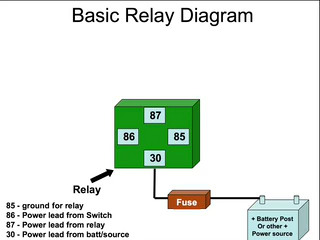 Basic Relay Diagram
87
86
85
30
Relay
Fuse
85 - ground for relay
86 - Power lead from Switch
87 - Power lead from relay
30 - Power lead from batt/source
+ Battery Post
Or other +
Power source